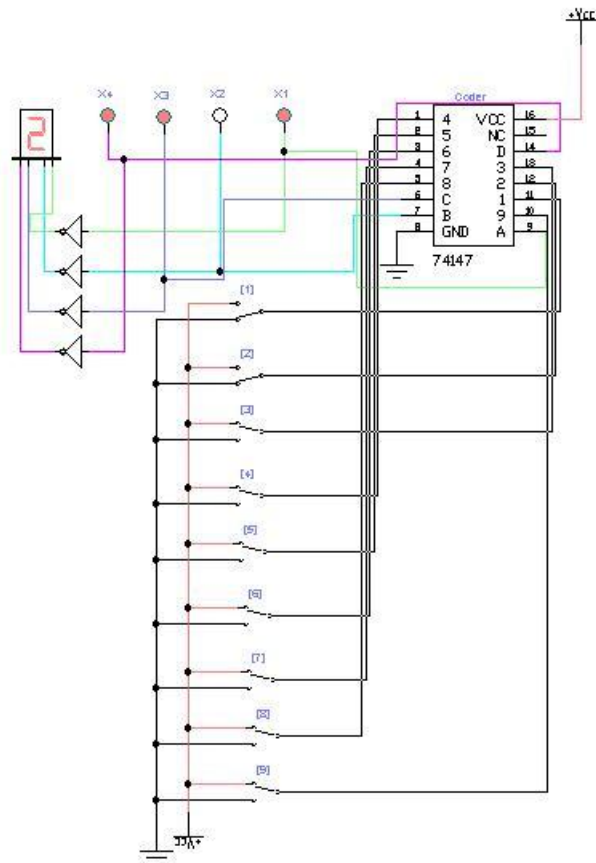 +Vcc
X4 X3 X2 X1
Coder
2
1 4 VCC 16
2 5 NC 15
3 6 D 14
4 7 3 13
5 8 2 12
6 C 1 11
7 B 9 10
8 GND A 9
74147
[1]
[2]
[3]
[4]
[5]
[6]
[7]
[8]
[9]
+Vcc